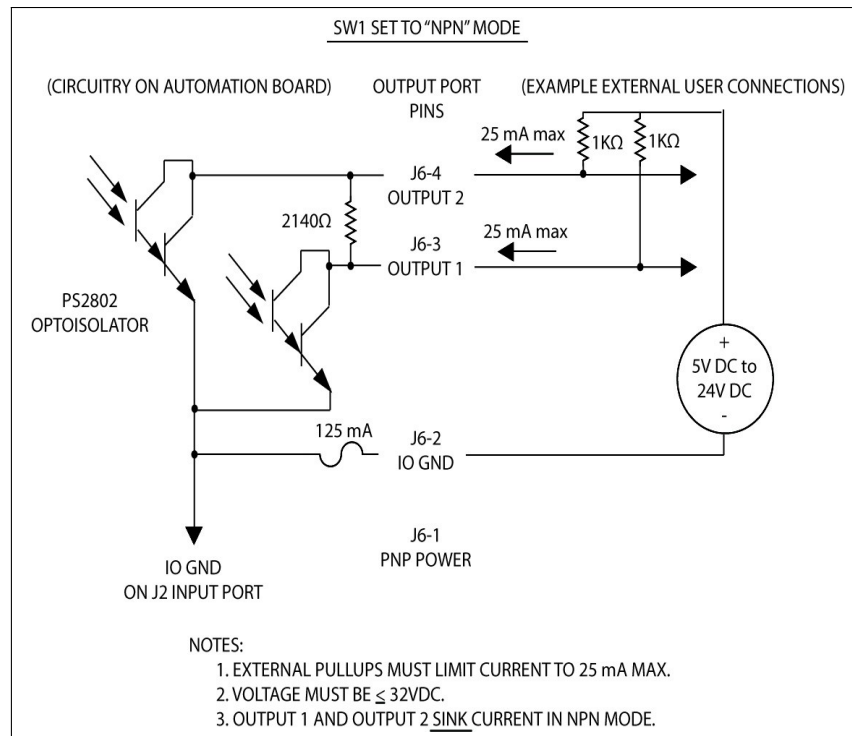 SW1 SET TO “NPN” MODE
(CIRCUITRY ON AUTOMATION BOARD)
OUTPUT PORT
PINS
(EXAMPLE EXTERNAL USER CONNECTIONS)
25 mA max
1KΩ
1KΩ
J6-4
OUTPUT 2
2140Ω
J6-3
OUTPUT 1
25 mA max
PS2802
OPTOISOLATOR
+
5V DC to
24V DC
-
125 mA
J6-2
IO GND
J6-1
PNP POWER
IO GND
ON J2 INPUT PORT
NOTES:
1. EXTERNAL PULLUPS MUST LIMIT CURRENT TO 25 mA MAX.
2. VOLTAGE MUST BE ≤ 32VDC.
3. OUTPUT 1 AND OUTPUT 2 SINK CURRENT IN NPN MODE.